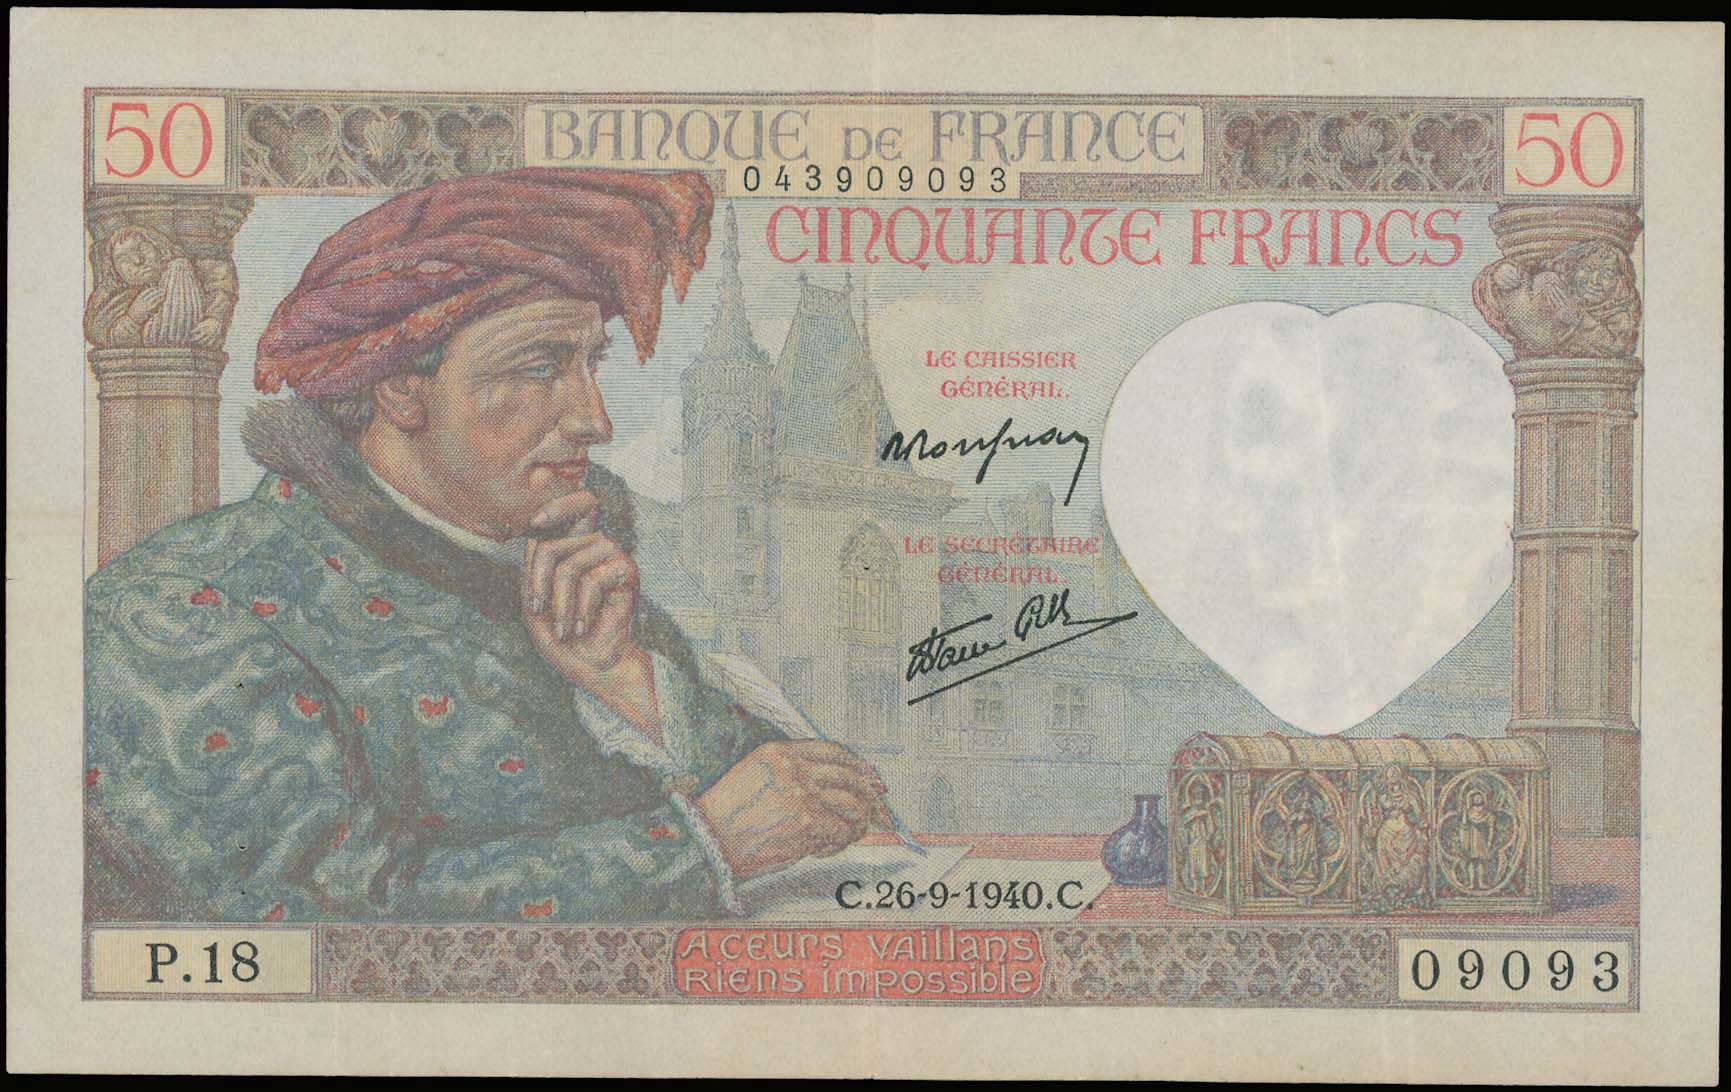 50
BANQUE DE FRANCE
50
043909093
CINQUANTE FRANCS
LE CAISSIER
GÉNÉRAL.
LE SECRÉTAIRE
GÉNÉRAL.
C.26-9-1940.C.
P.18
A CŒURS VAILLANS
RIENS IMPOSSIBLE
09093